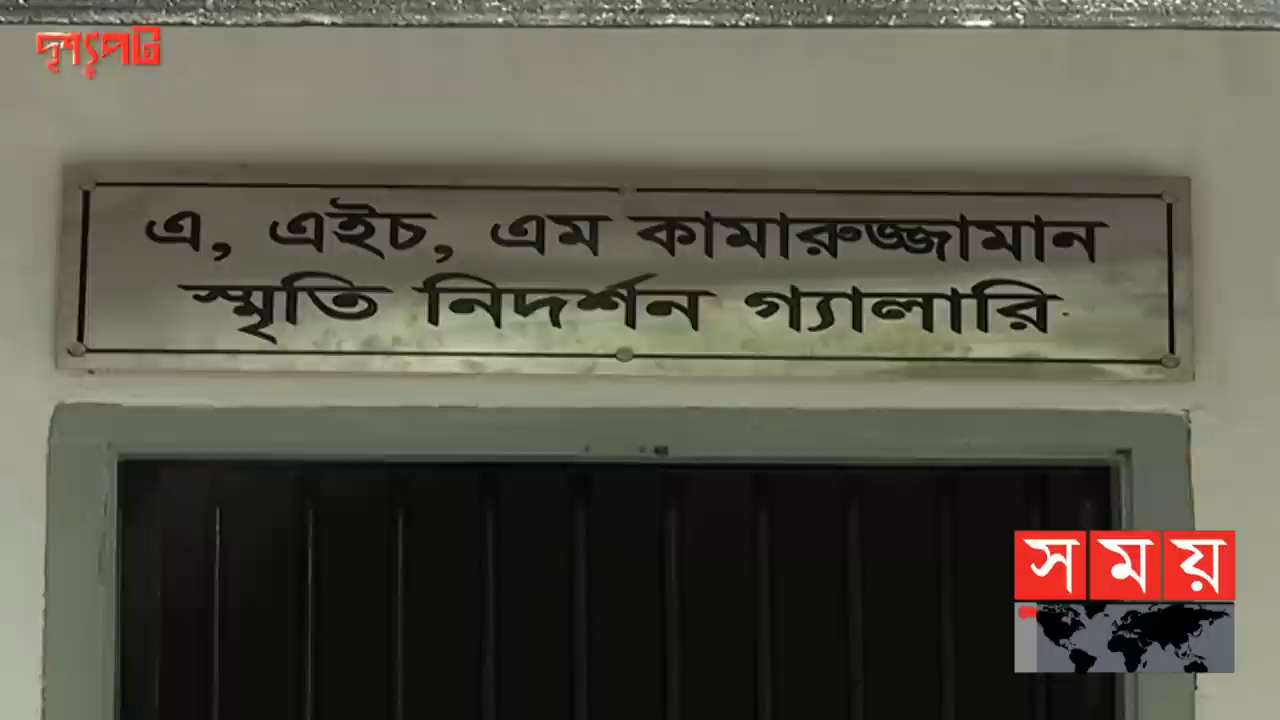 দৃশ্যপট
এ, এইচ, এম কামারুজ্জামান
স্মৃতি নিদর্শন গ্যালারি
সময়